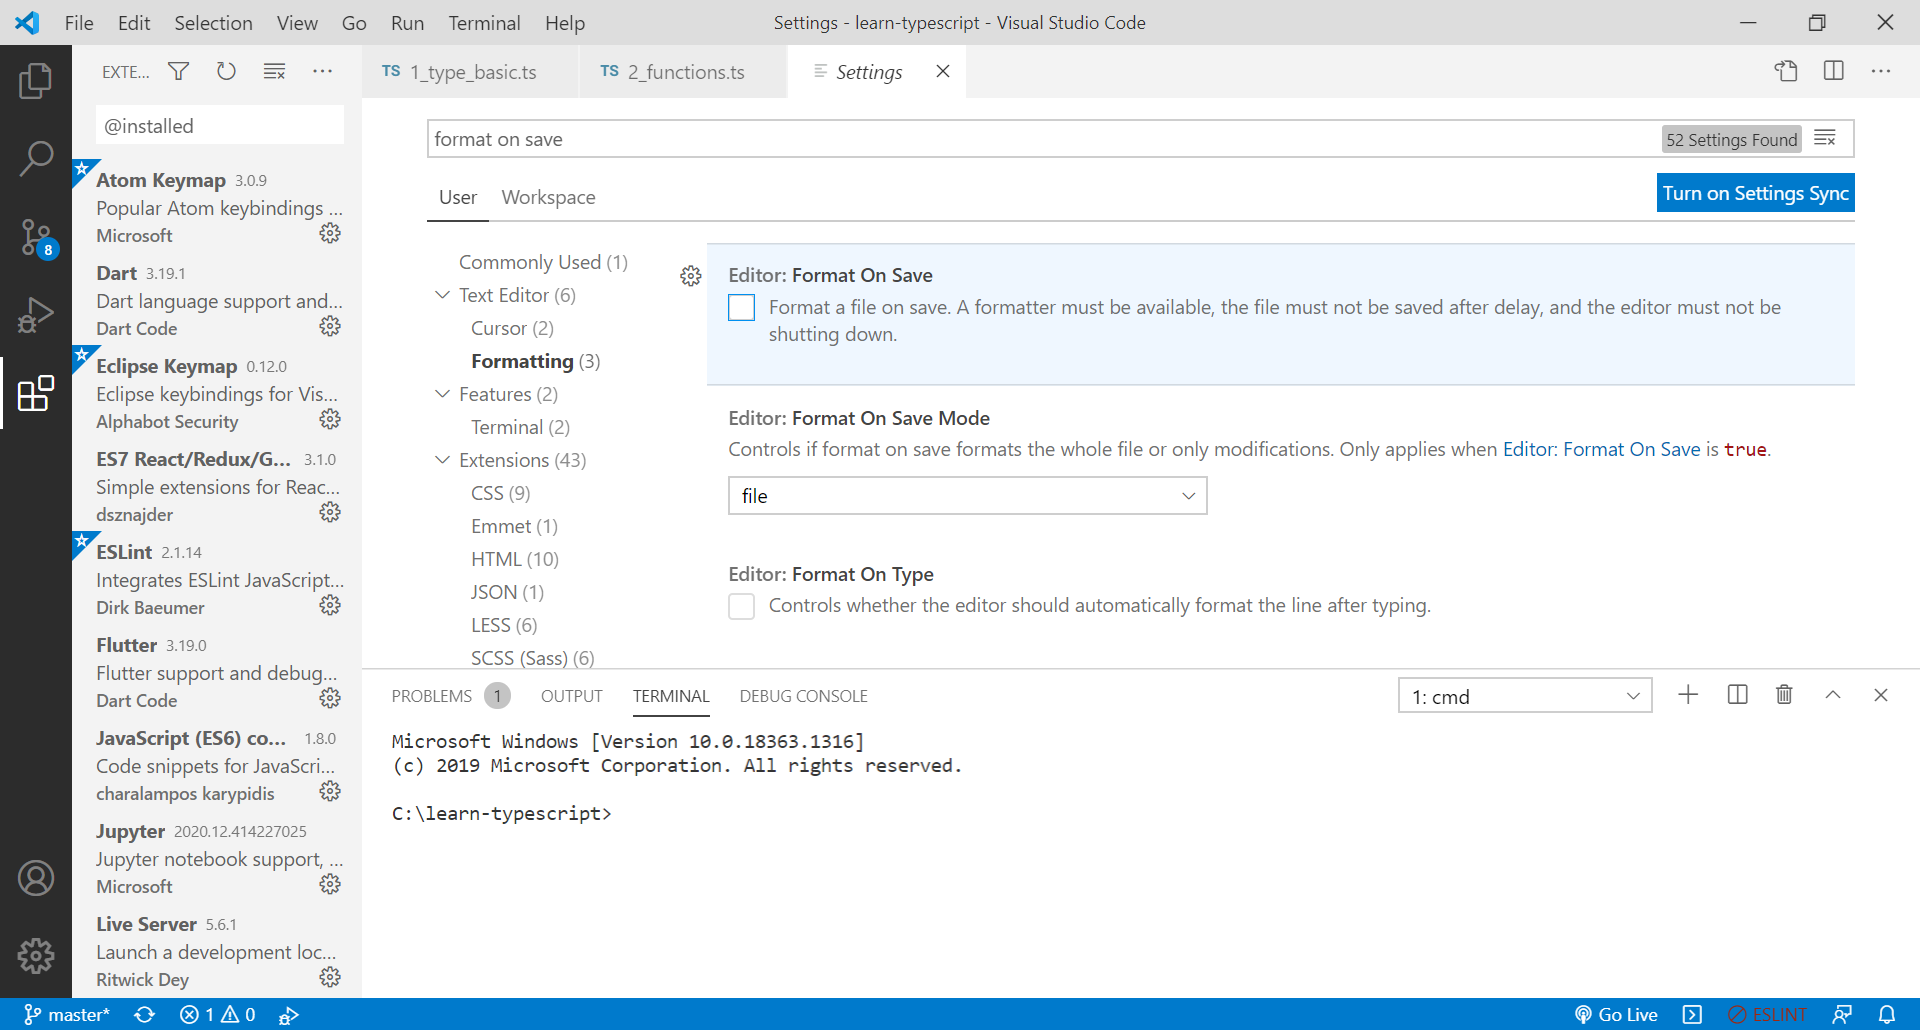 File Edit Selection View Go Run Terminal Help
Settings - learn-typescript - Visual Studio Code
EXTE...
TS 1_type_basic.ts
TS 2_functions.ts
Settings
@installed
Atom Keymap 3.0.9
Popular Atom keybindings ...
Microsoft
Dart 3.19.1
Dart language support and...
Dart Code
Eclipse Keymap 0.12.0
Eclipse keybindings for Vis...
Alphabot Security
ES7 React/Redux/G... 3.1.0
Simple extensions for Reac...
dsznajder
ESLint 2.1.14
Integrates ESLint JavaScript...
Dirk Baeumer
Flutter 3.19.0
Flutter support and debug...
Dart Code
JavaScript (ES6) co... 1.8.0
Code snippets for JavaScri...
charalampos karypidis
Jupyter 2020.12.414227025
Jupyter notebook support, ...
Microsoft
Live Server 5.6.1
Launch a development loc...
Ritwick Dey
8
format on save
52 Settings Found
User Workspace
Turn on Settings Sync
Commonly Used (1)
Text Editor (6)
Cursor (2)
Formatting (3)
Features (2)
Terminal (2)
Extensions (43)
CSS (9)
Emmet (1)
HTML (10)
JSON (1)
LESS (6)
SCSS (Sass) (6)
Editor: Format On Save
Format a file on save. A formatter must be available, the file must not be saved after delay, and the editor must not be
shutting down.
Editor: Format On Save Mode
Controls if format on save formats the whole file or only modifications. Only applies when Editor: Format On Save is true.
file
Editor: Format On Type
Controls whether the editor should automatically format the line after typing.
PROBLEMS 1 OUTPUT TERMINAL DEBUG CONSOLE
1: cmd
Microsoft Windows [Version 10.0.18363.1316]
(c) 2019 Microsoft Corporation. All rights reserved.
C:\learn-typescript>
master* 1 0
Go Live
ESLINT